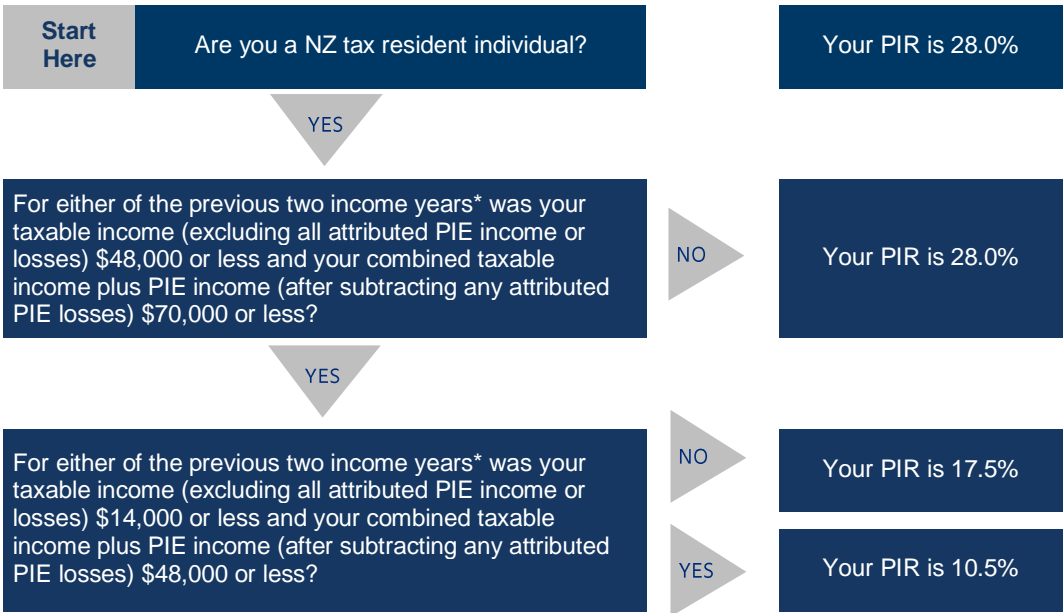 Start
Here
Are you a NZ tax resident individual?
Your PIR is 28.0%
YES
For either of the previous two income years* was your
taxable income (excluding all attributed PIE income or
losses) $48,000 or less and your combined taxable
income plus PIE income (after subtracting any attributed
PIE losses) $70,000 or less?
NO
Your PIR is 28.0%
YES
For either of the previous two income years* was your
taxable income (excluding all attributed PIE income or
losses) $14,000 or less and your combined taxable
income plus PIE income (after subtracting any attributed
PIE losses) $48,000 or less?
NO
Your PIR is 17.5%
YES
Your PIR is 10.5%